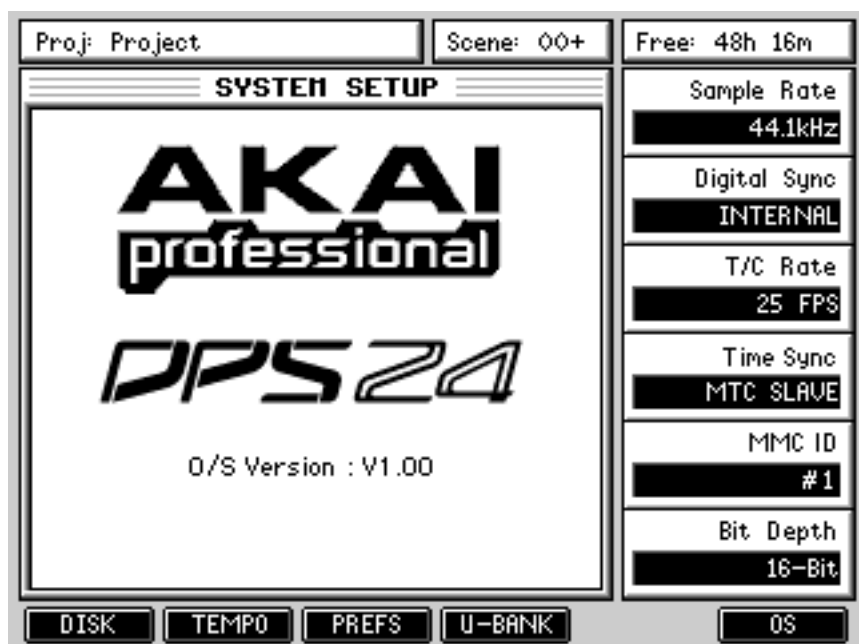 Proj: Project
Scene: 00+
Free: 48h 16m
SYSTEM SETUP
AKAI
professional
DPS24
O/S Version : V1.00
Sample Rate
44.1kHz
Digital Sync
INTERNAL
T/C Rate
25 FPS
Time Sync
MTC SLAVE
MMC ID
#1
Bit Depth
16-Bit
DISK
TEMPO
PREFS
U-BANK
OS